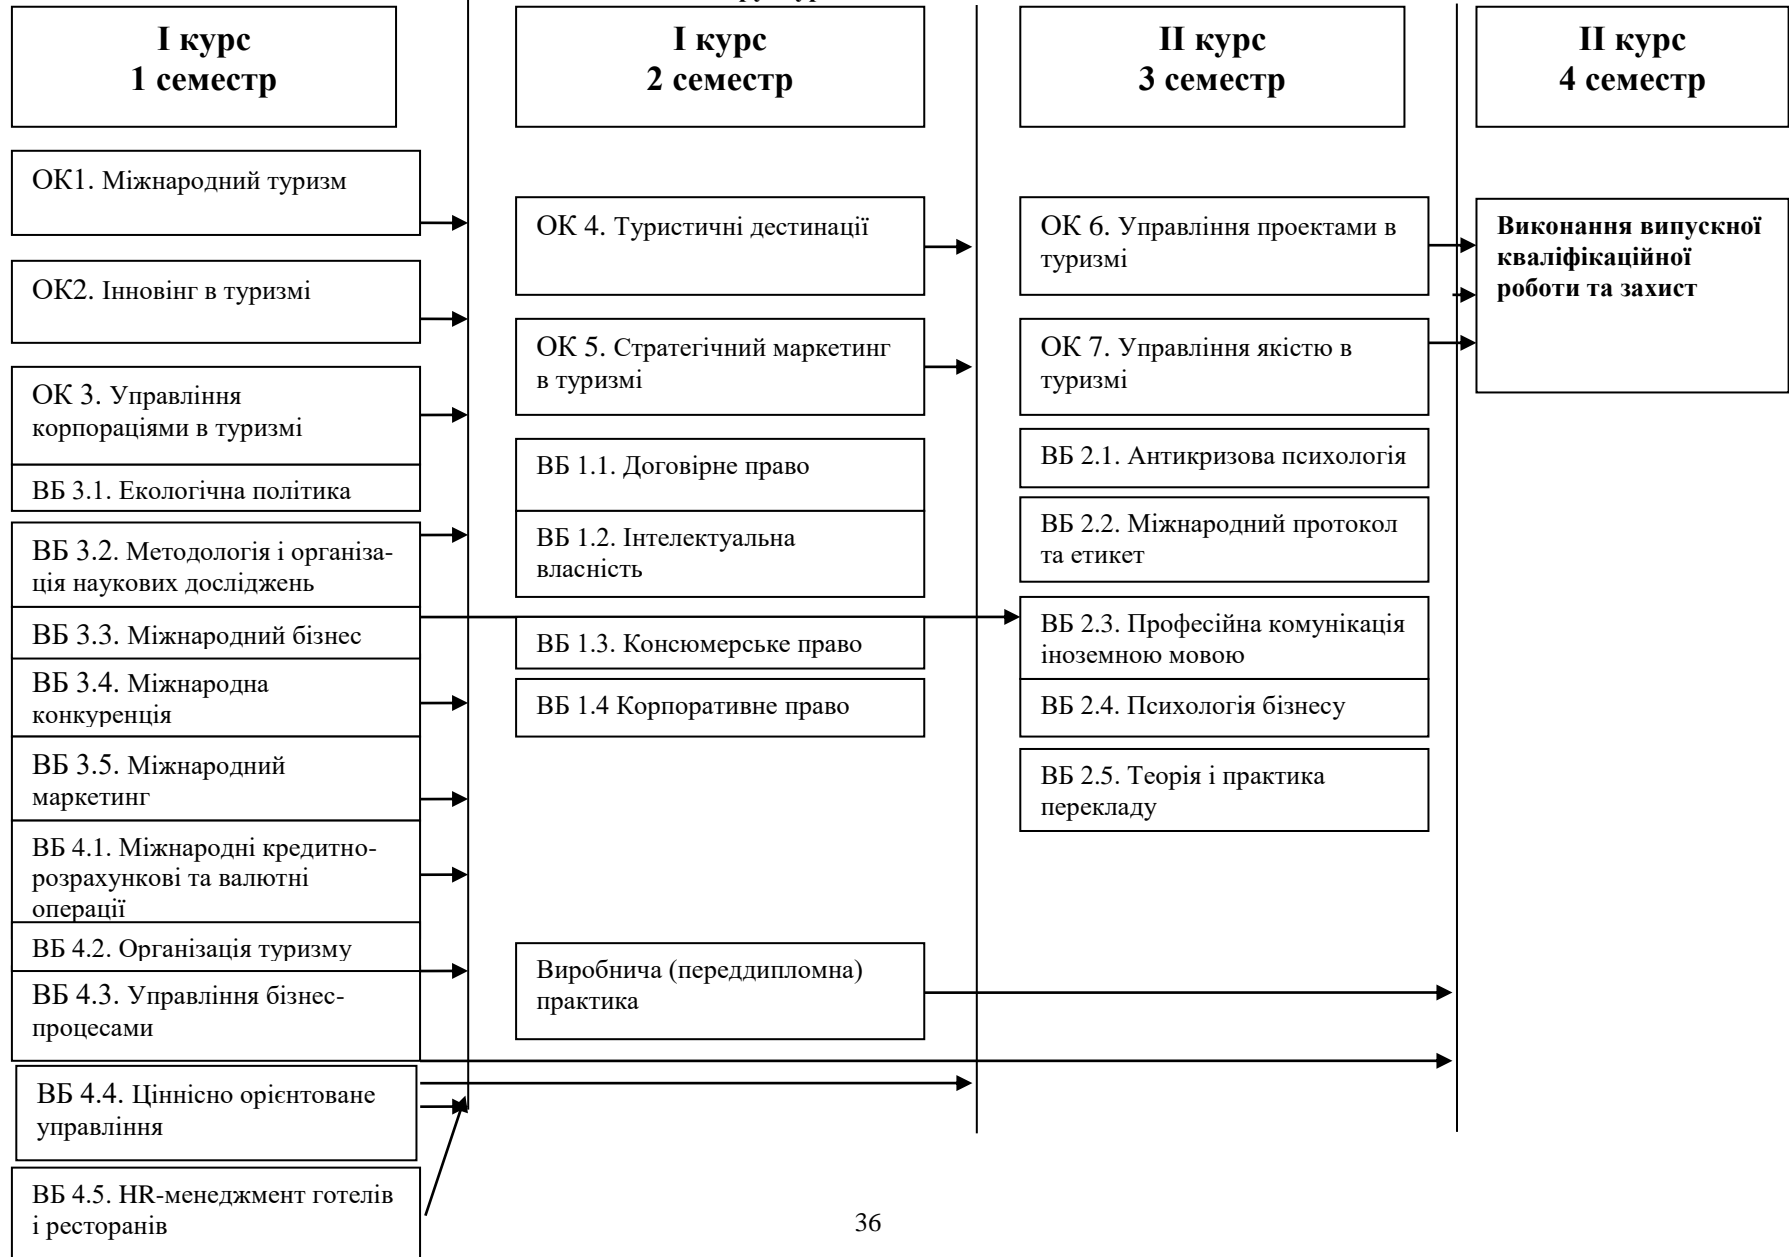 І курс
1 семестр
І курс
2 семестр
ІІ курс
3 семестр
ІІ курс
4 семестр
ОК1. Міжнародний туризм
ОК2. Інновінг в туризмі
ОК 3. Управління
корпораціями в туризмі
ВБ 3.1. Екологічна політика
ВБ 3.2. Методологія і організа-
ція наукових досліджень
ВБ 3.3. Міжнародний бізнес
ВБ 3.4. Міжнародна
конкуренція
ВБ 3.5. Міжнародний
маркетинг
ВБ 4.1. Міжнародні кредитно-
розрахункові та валютні
операції
ВБ 4.2. Організація туризму
ВБ 4.3. Управління бізнес-
процесами
ВБ 4.4. Ціннісно орієнтоване
управління
ВБ 4.5. HR-менеджмент готелів
і ресторанів
ОК 4. Туристичні дестинації
ОК 5. Стратегічний маркетинг
в туризмі
ВБ 1.1. Договірне право
ВБ 1.2. Інтелектуальна
власність
ВБ 1.3. Консюмерське право
ВБ 1.4 Корпоративне право
Виробнича (переддипломна)
практика
ОК 6. Управління проектами в
туризмі
ОК 7. Управління якістю в
туризмі
ВБ 2.1. Антикризова психологія
ВБ 2.2. Міжнародний протокол
та етикет
ВБ 2.3. Професійна комунікація
іноземною мовою
ВБ 2.4. Психологія бізнесу
ВБ 2.5. Теорія і практика
перекладу
Виконання випускної
кваліфікаційної
роботи та захист
36